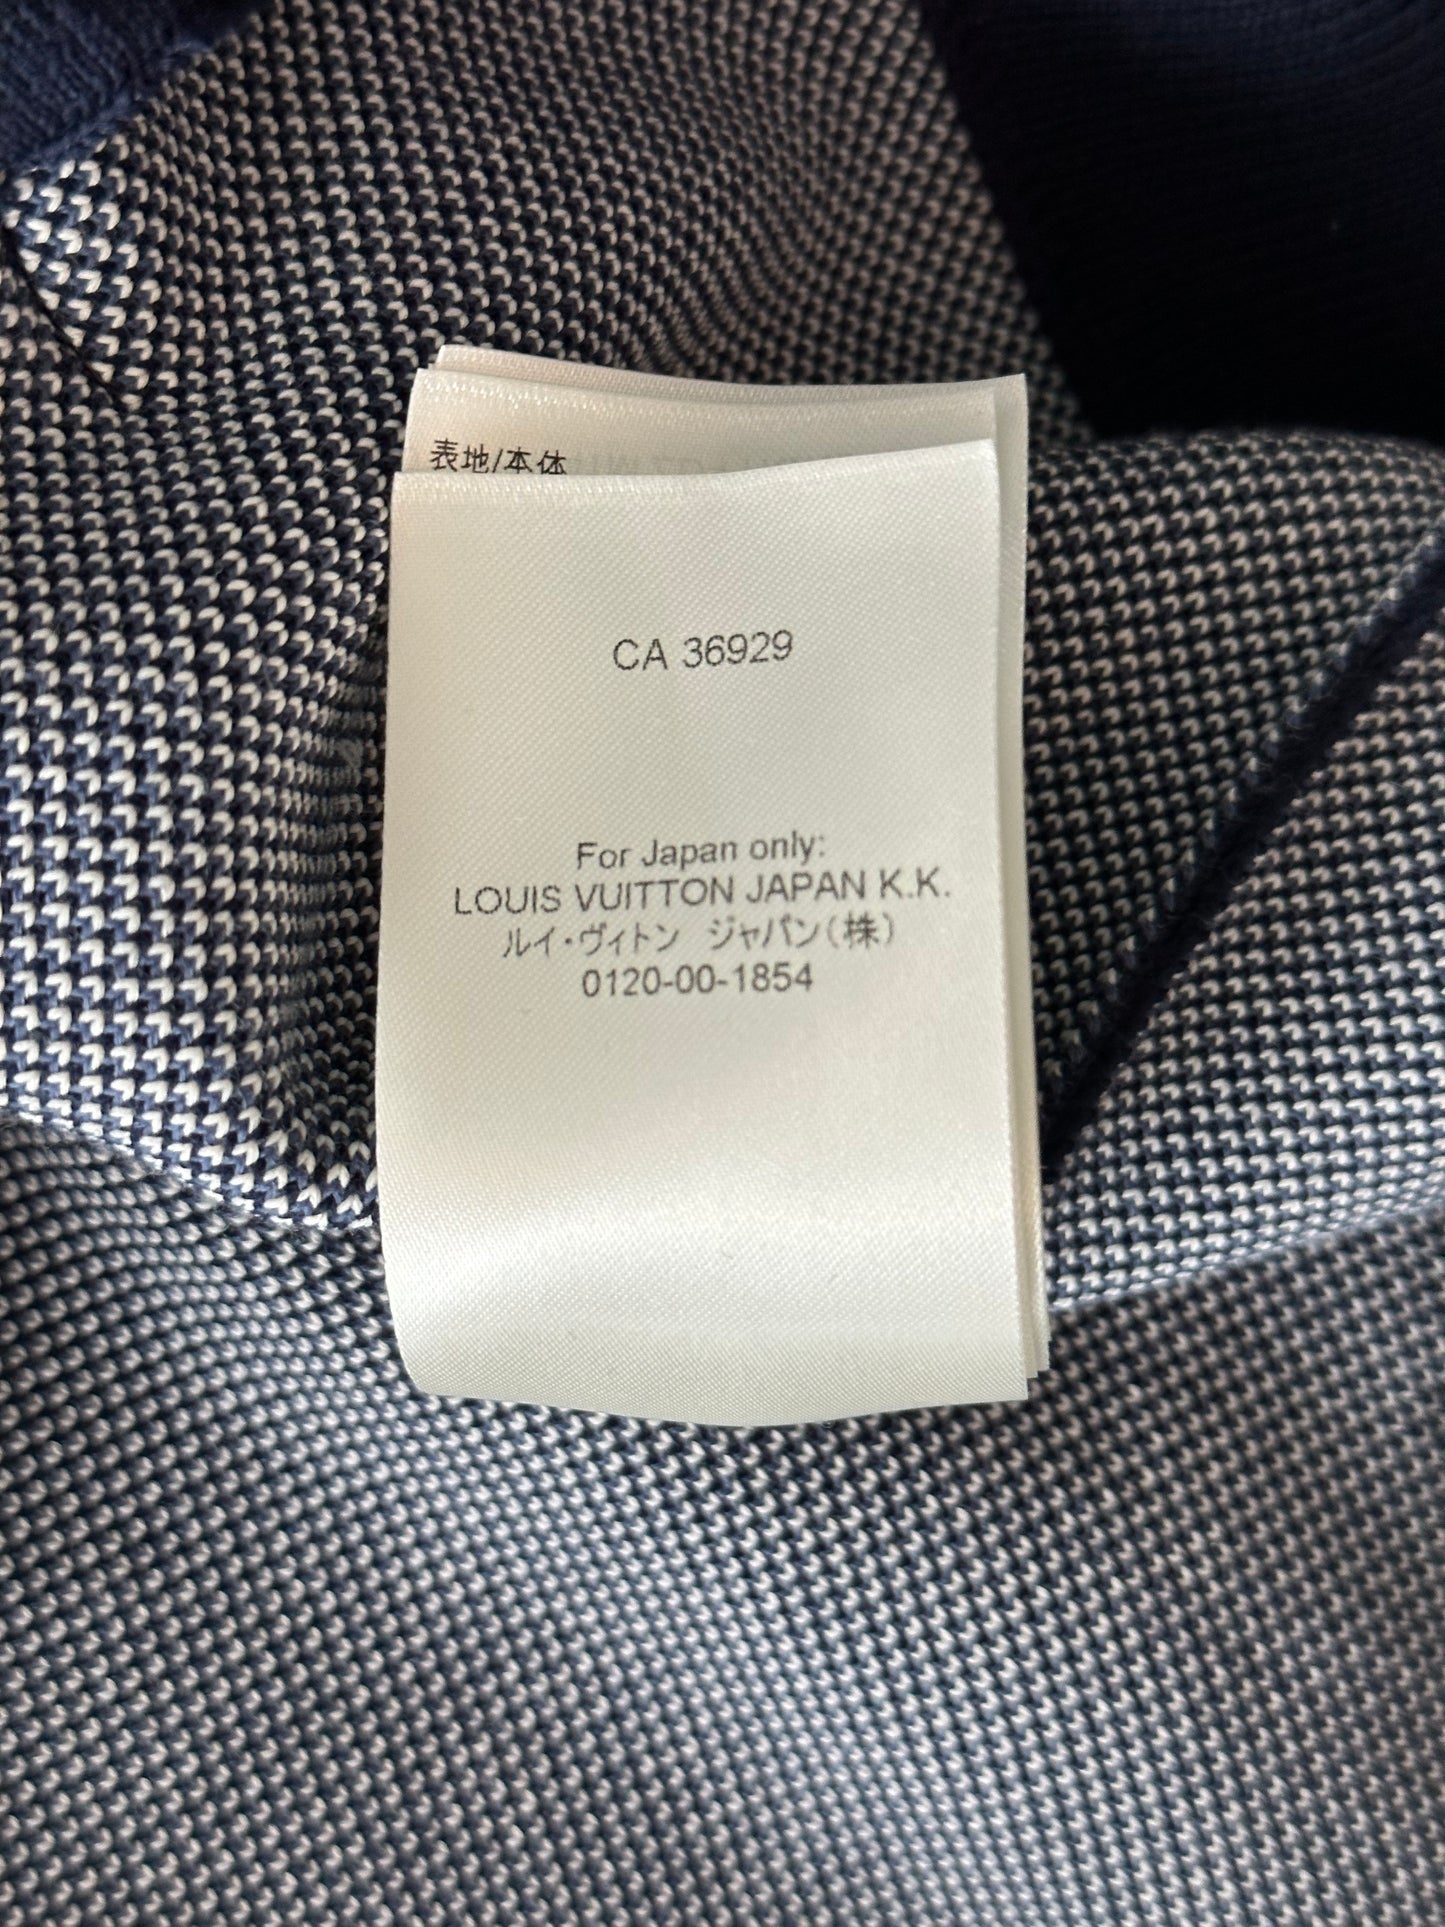 表地/本体
CA 36929
For Japan only:
LOUIS VUITTON JAPAN K.K.
ルイ・ヴィトン ジャパン(株)
0120-00-1854